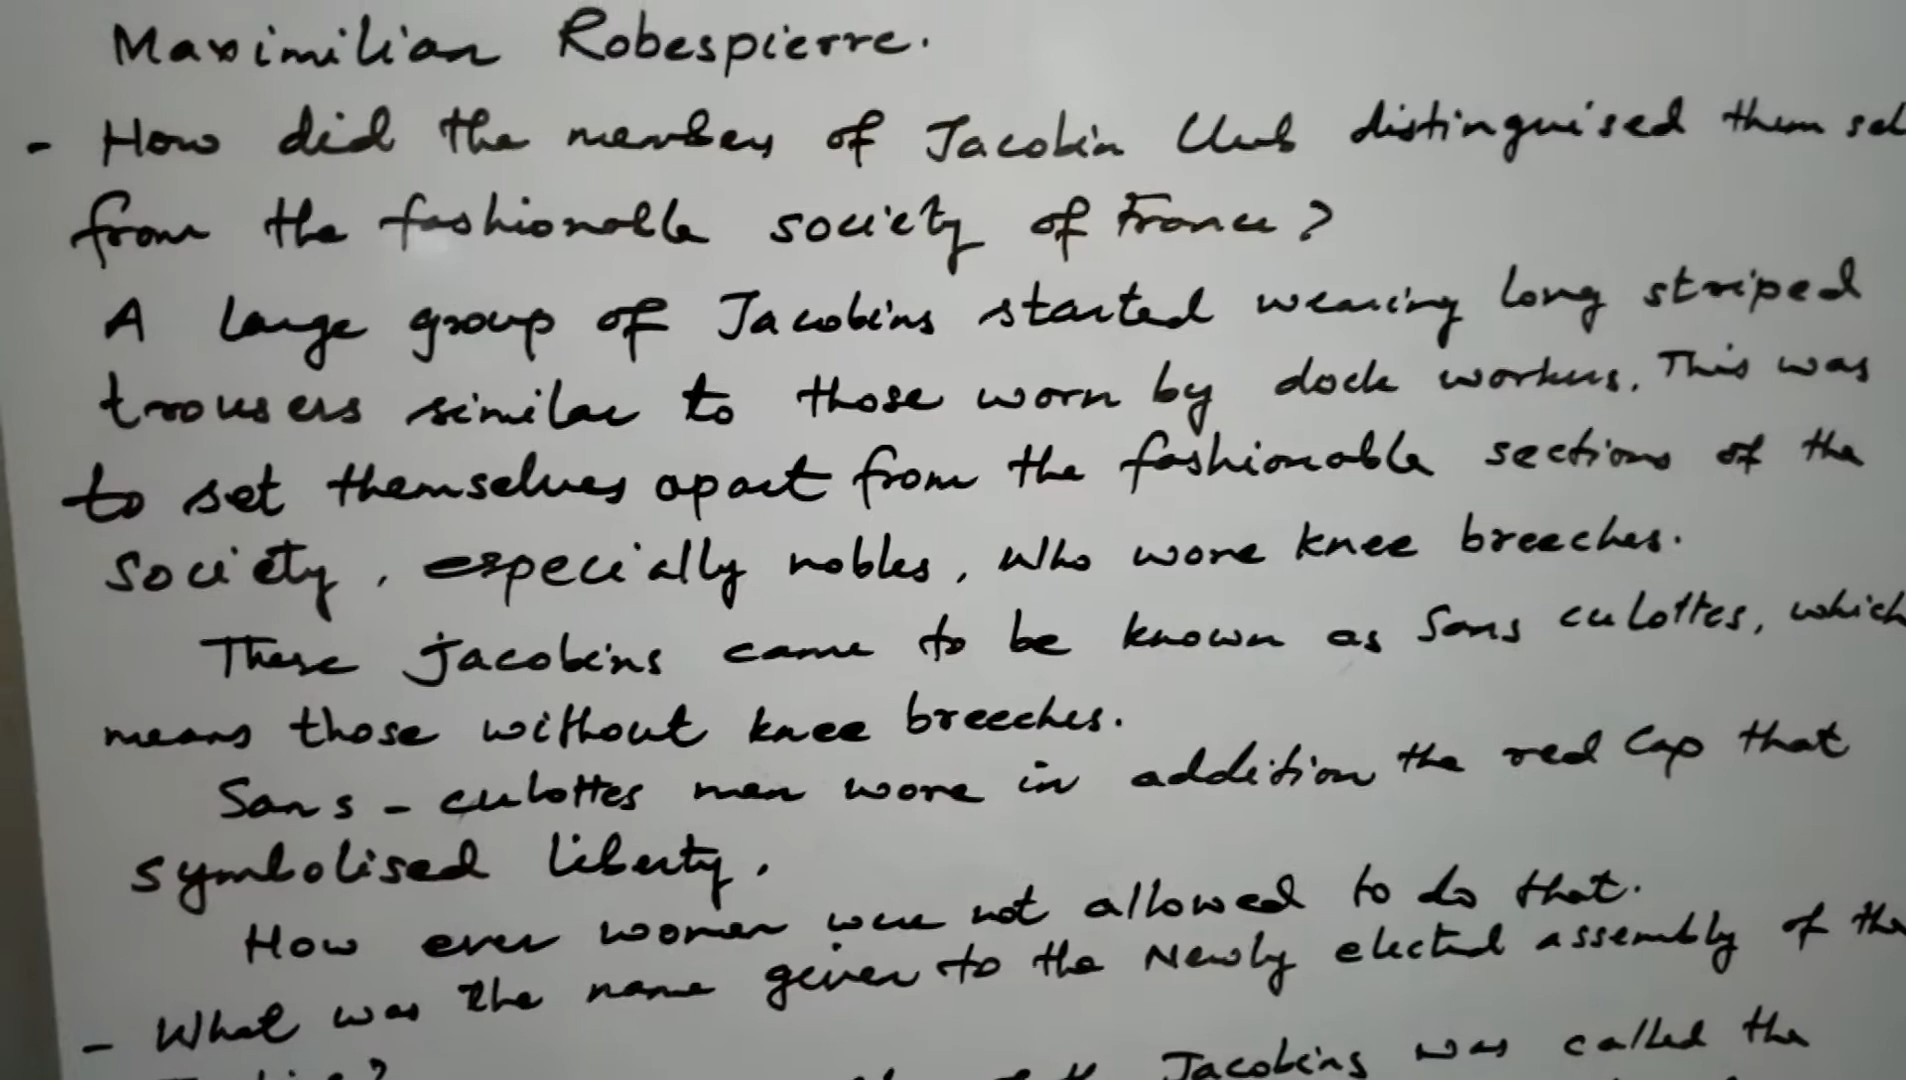 Maximilian Robespierre.
- How did the members of Jacobin Club distinguised them sel
from the fashionable society of France?
A large group of Jacobins started wearing long striped
trousers similar to those worn by dock workers. This was
to set themselves apart from the fashionable sections of the
society, especially nobles, who wore knee breeches.
These Jacobins came to be known as Sans culottes, which
means those without knee breeches.
Sans - culottes men wore in addition the red Cap that
symbolised liberty.
How ever women were not allowed to do that.
- What was the name given to the Newly elected assembly of the
Jacobins was called the